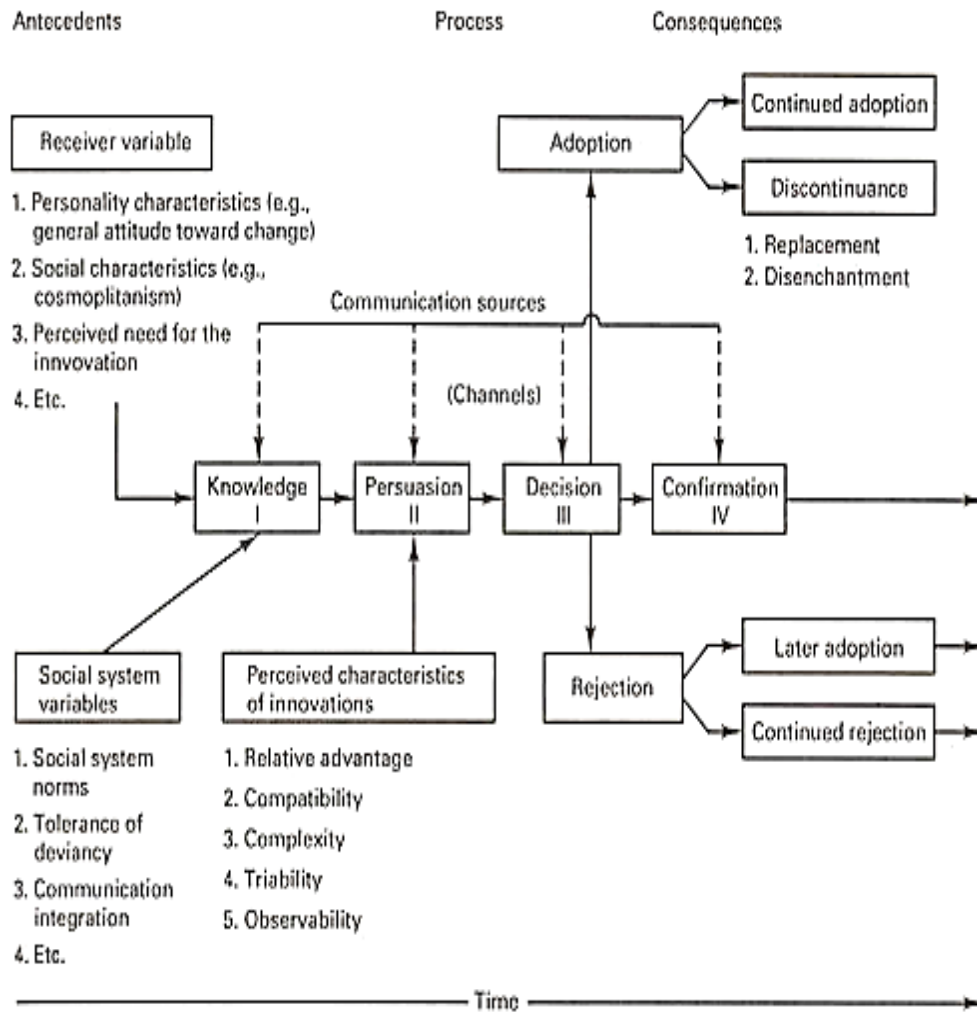 Antecedents
Process
Consequences
Receiver variable
1. Personality characteristics (e.g.,
general attitude toward change)
2. Social characteristics (e.g.,
cosmoplitanism)
3. Perceived need for the
innvovation
4. Etc.
Adoption
Continued adoption
Discontinuance
1. Replacement
2. Disenchantment
Communication sources
(Channels)
Knowledge
I
Persuasion
II
Decision
III
Confirmation
IV
Social system
variables
1. Social system
norms
2. Tolerance of
deviancy
3. Communication
integration
4. Etc.
Perceived characteristics
of innovations
1. Relative advantage
2. Compatibility
3. Complexity
4. Triability
5. Observability
Rejection
Later adoption
Continued rejection
Time